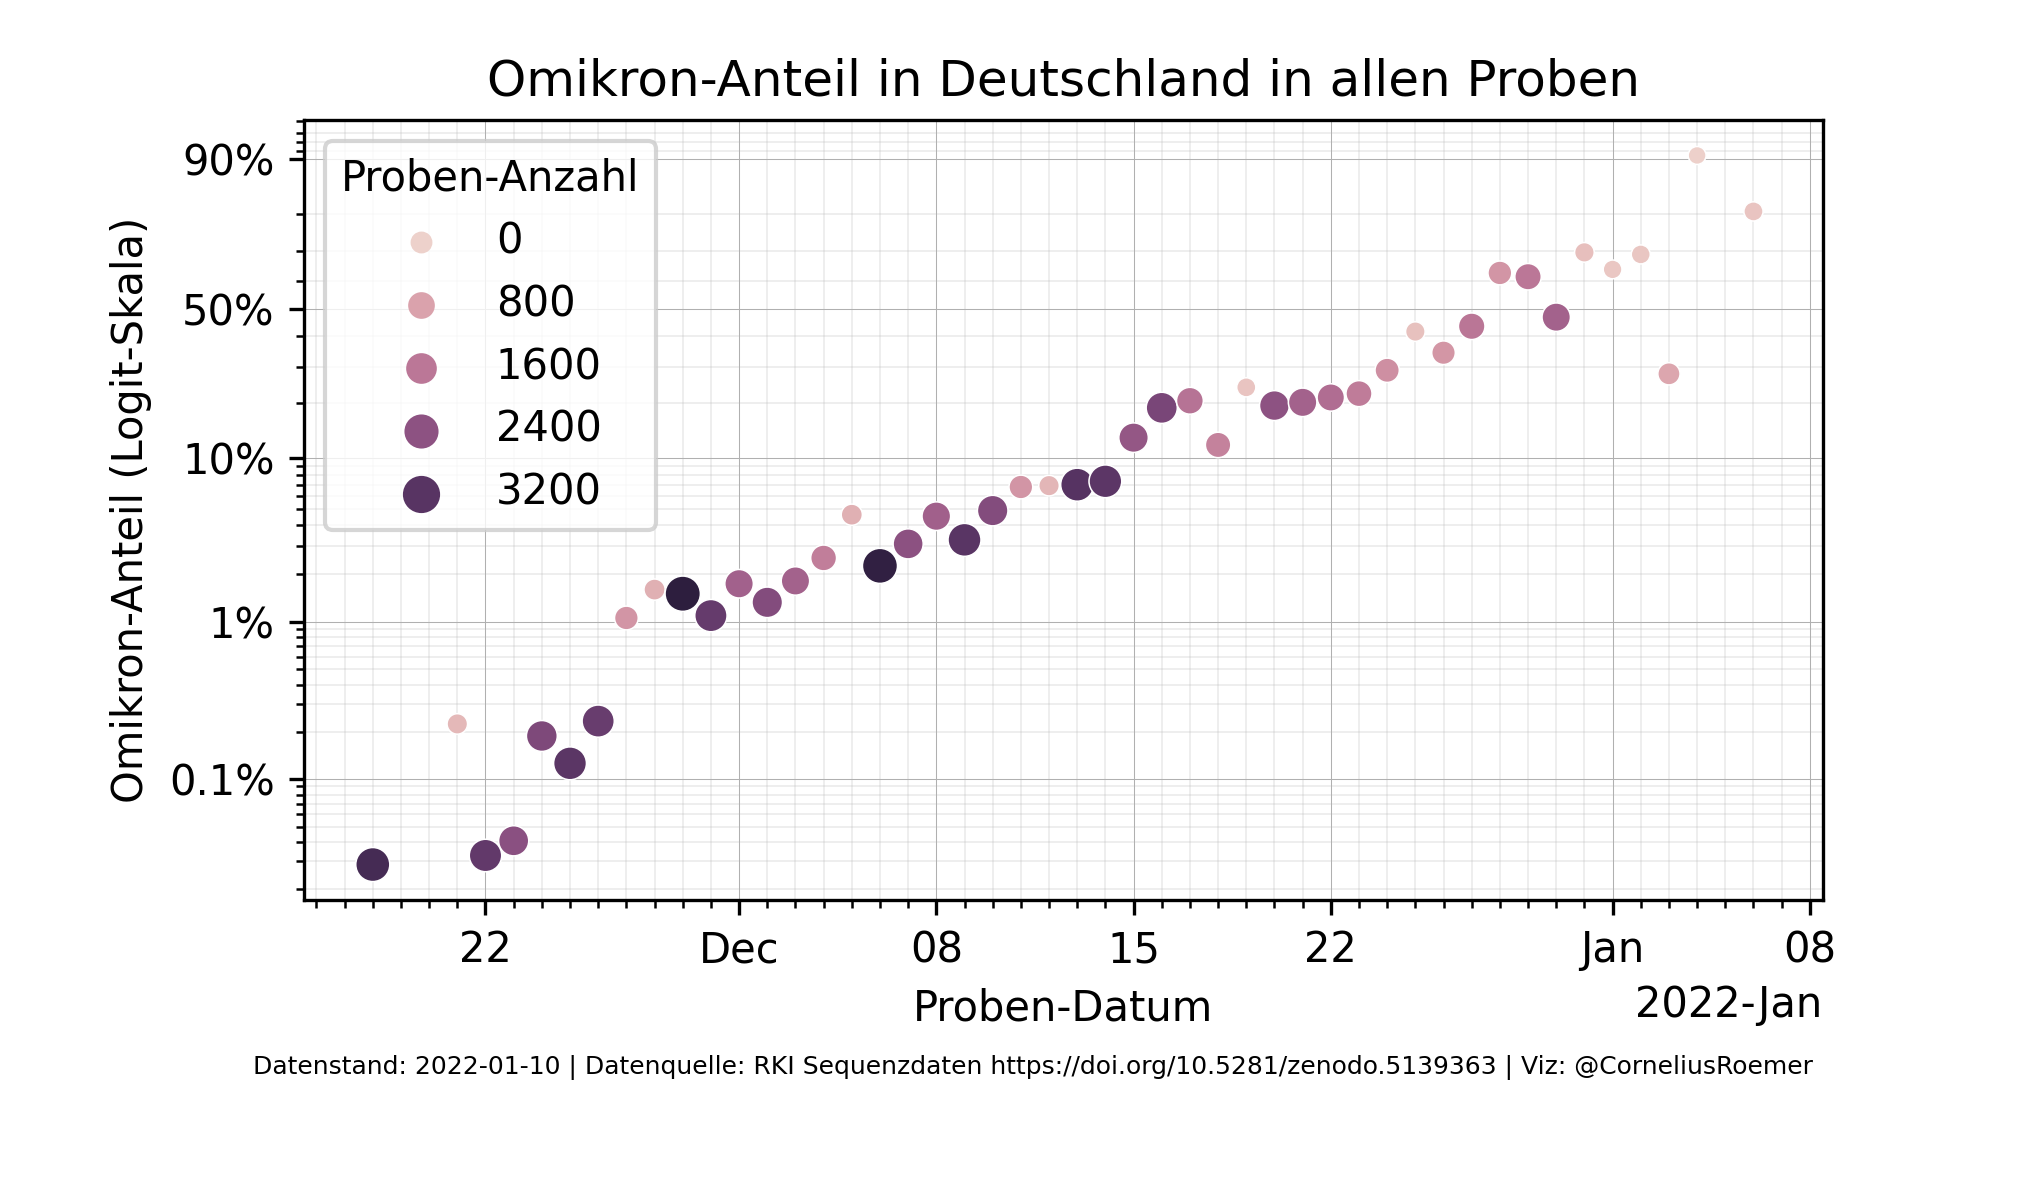 Omikron-Anteil in Deutschland in allen Proben
Omikron-Anteil (Logit-Skala)
90%
50%
10%
1%
0.1%
Proben-Anzahl
0
800
1600
2400
3200
22 Dec 08 15 22 Jan 08
Proben-Datum
2022-Jan
Datenstand: 2022-01-10 | Datenquelle: RKI Sequenzdaten https://doi.org/10.5281/zenodo.5139363 | Viz: @CorneliusRoemer